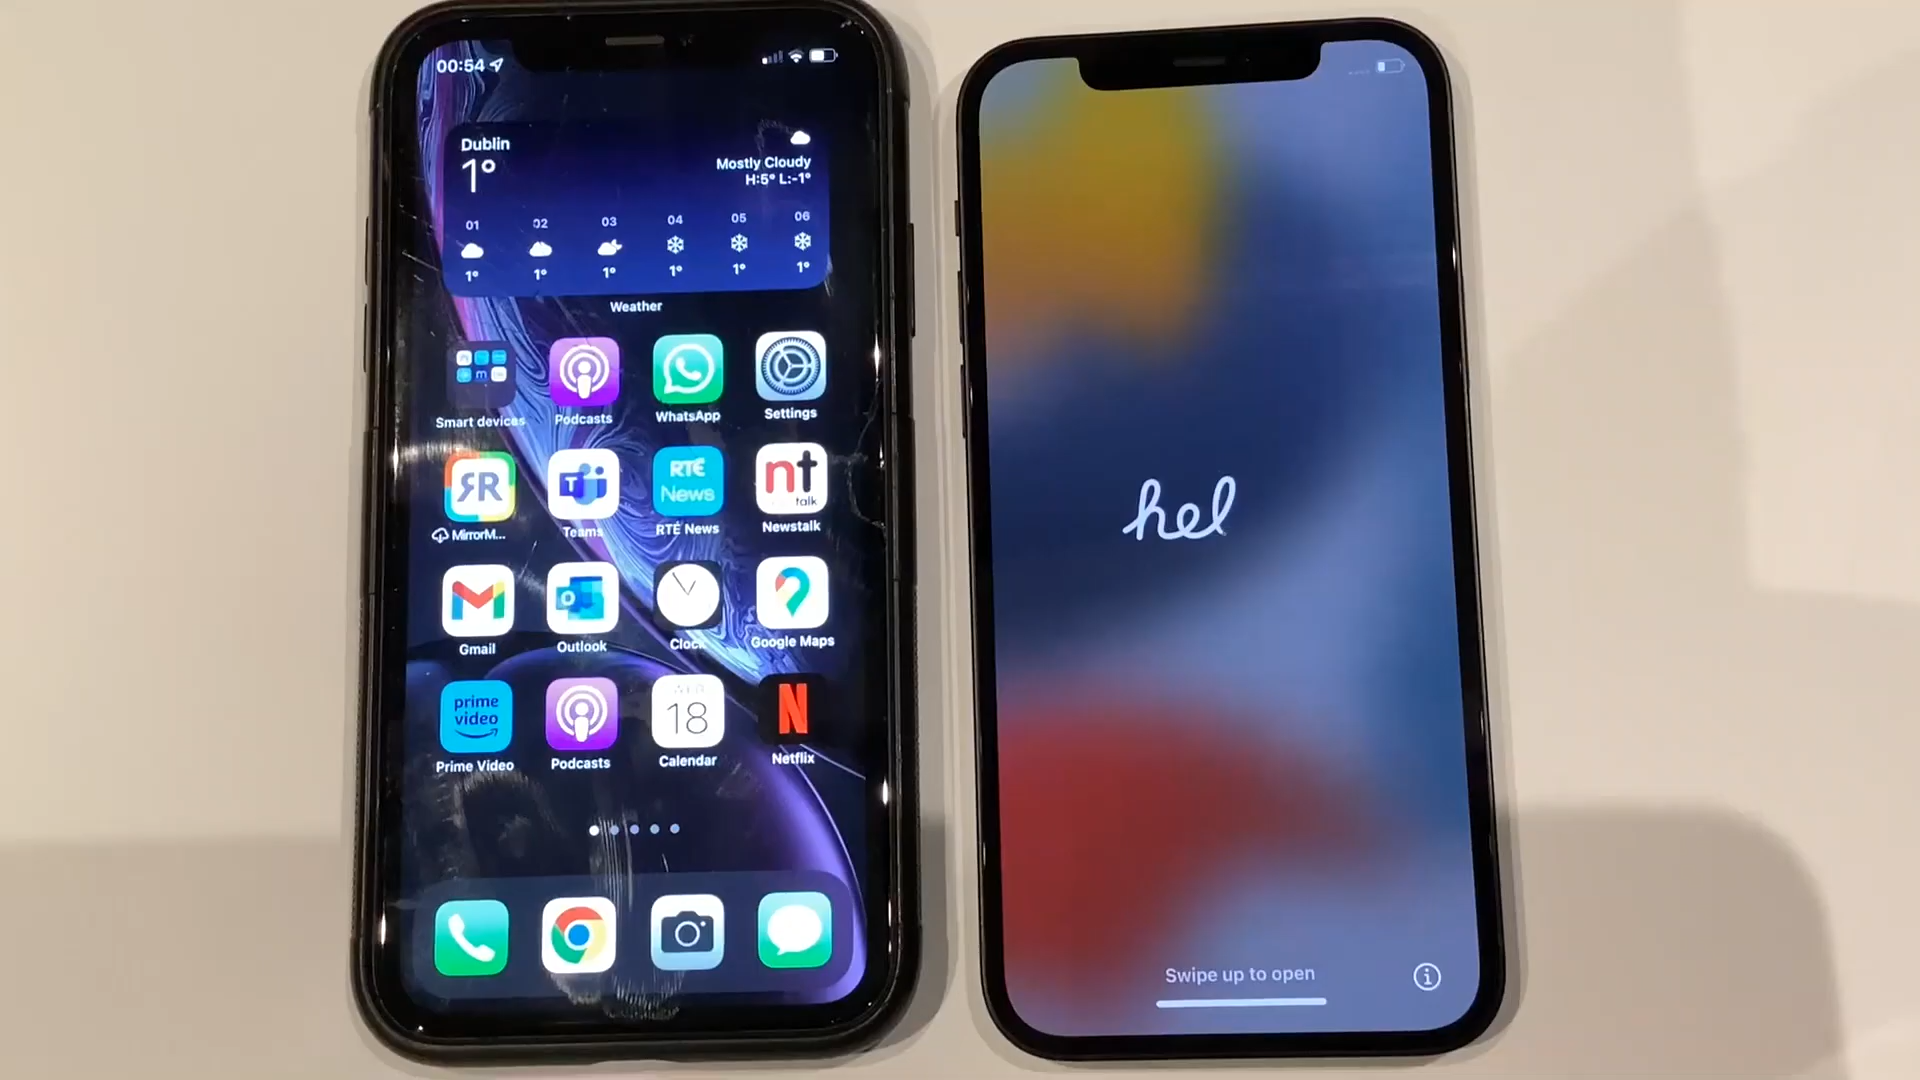 00:54
Dublin
1°
Mostly Cloudy
H:5° L:-1°
01 02 03 04 05 06
1° 1° 1° 1° 1° 1°
Weather
Smart devices Podcasts WhatsApp Settings
RR
T
RTÉ
News
nt
talk
MirrorM... Teams RTÉ News Newstalk
Gmail Outlook Clock Google Maps
prime
video
18
N
Prime Video Podcasts Calendar Netflix
hel
Swipe up to open